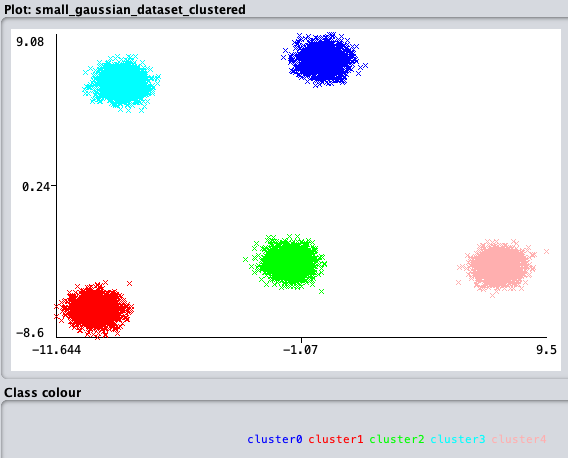 Plot: small_gaussian_dataset_clustered
9.08
0.24
-8.6
-11.644 -1.07 9.5
Class colour
cluster0 cluster1 cluster2 cluster3 cluster4